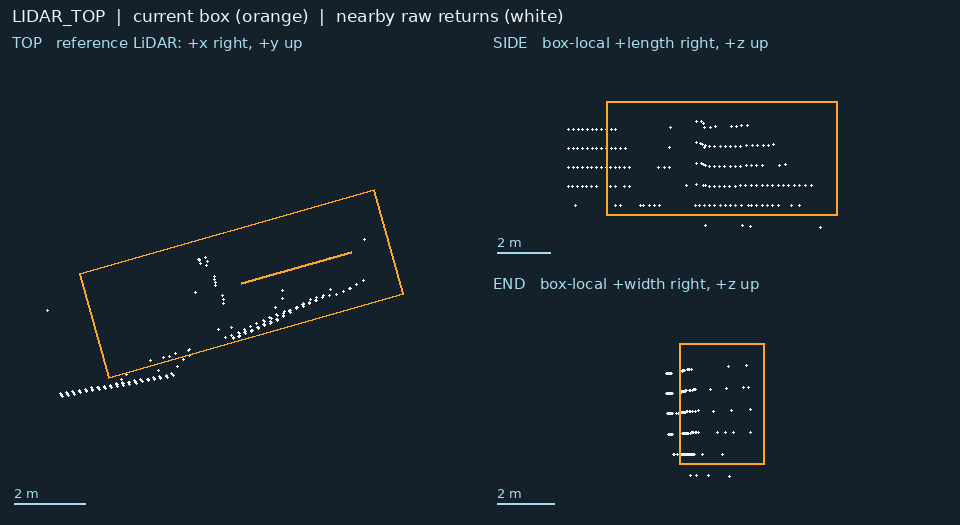 LIDAR_TOP | current box (orange) | nearby raw returns (white)
TOP reference LiDAR: +x right, +y up
SIDE box-local +length right, +z up
2 m
END box-local +width right, +z up
2 m
2 m